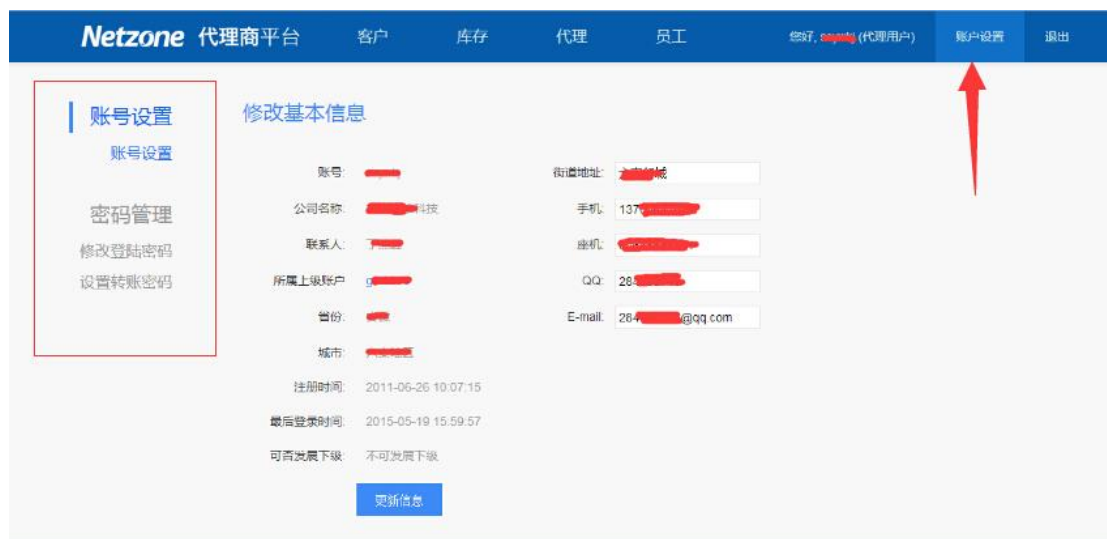 Netzone 代理商平台 客户 库存 代理 员工 您好, (代理用户) 账户设置 退出
账号设置
账号设置
密码管理
修改登陆密码
设置转账密码
修改基本信息
账号:
公司名称: 科技
联系人:
所属上级账户
省份:
城市:
注册时间: 2011-06-26 10:07:15
最后登录时间: 2015-05-19 15:59:57
可否发展下级: 不可发展下级
街道地址: 城
手机: 137
座机:
QQ: 284
E-mail: 284 @qq.com
更新信息